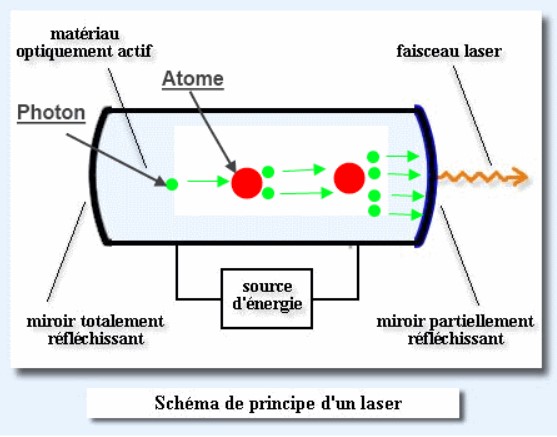 matériau
optiquement actif
faisceau laser
Atome
Photon
source
d'énergie
miroir totalement
réfléchissant
miroir partiellement
réfléchissant
Schéma de principe d'un laser